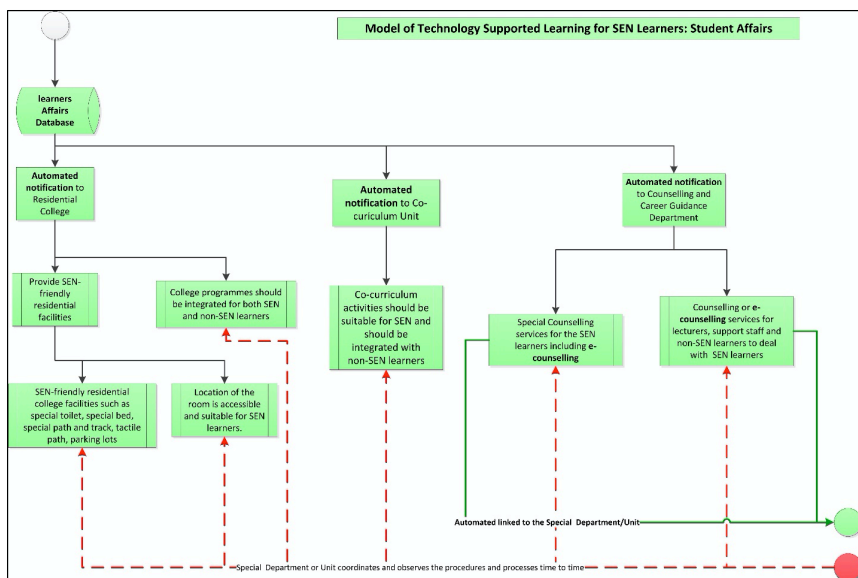 Model of Technology Supported Learning for SEN Learners: Student Affairs
learners
Affairs
Database
Automated
notification to
Residential
College
Automated
notification to Co-
curiculum Unit
Automated notification
to Counselling and
Career Guidance
Department
Provide SEN-
friendly
residential
facilities
College programmes should
be integrated for both SEN
and non-SEN learners
Co-curriculum
activities should be
suitable for SEN and
should be
integrated with
non-SEN learners
Special Counselling
services for the SEN
learners including e-
counselling
Counselling or e-
counselling services for
lecturers, support staff and
non-SEN learners to deal
with SEN learners
SEN-friendly residential
college facilities such as
special toilet, special bed,
special path and track, tactile
path, parking lots
Location of the
room is accessible
and suitable for SEN
learners.
Automated linked to the Special Department/Unit
Special Department or Unit coordinates and observes the procedures and processes time to time